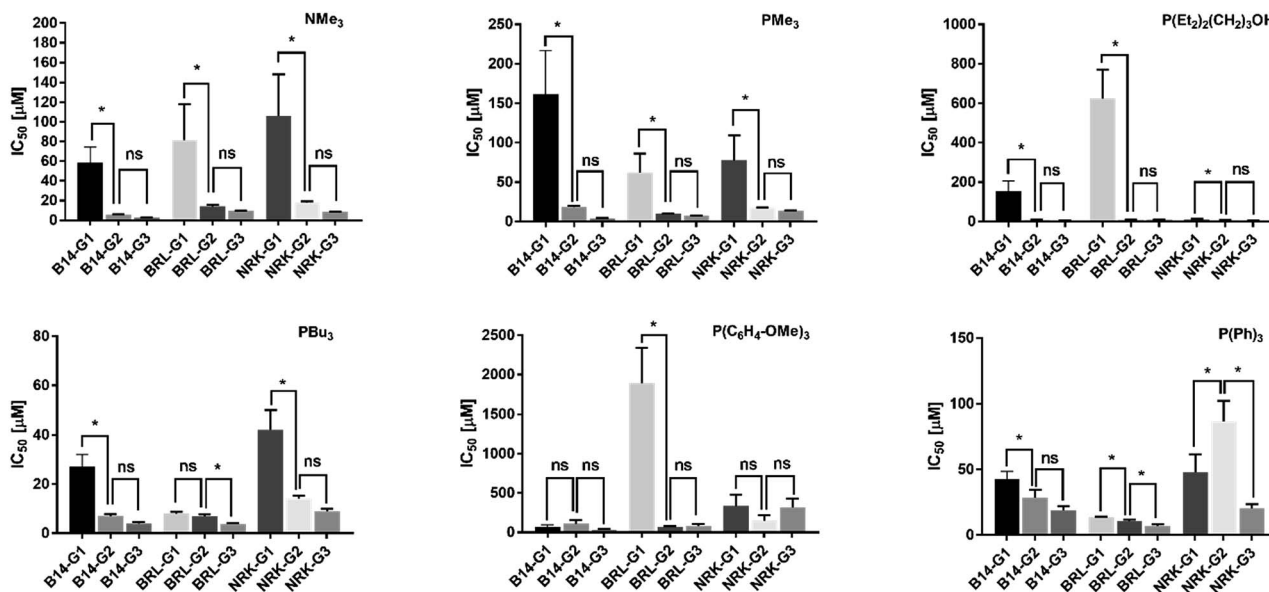 NMe3
IC50 [µM]
200
180
160
140
120
100
80
60
40
20
0
*
ns
*
ns
*
ns
B14-G1
B14-G2
B14-G3
BRL-G1
BRL-G2
BRL-G3
NRK-G1
NRK-G2
NRK-G3
PMe3
IC50 [µM]
250
200
150
100
50
0
*
ns
*
ns
*
ns
B14-G1
B14-G2
B14-G3
BRL-G1
BRL-G2
BRL-G3
NRK-G1
NRK-G2
NRK-G3
P(Et2)2(CH2)3OH
IC50 [µM]
1000
800
600
400
200
0
*
ns
*
ns
*
ns
B14-G1
B14-G2
B14-G3
BRL-G1
BRL-G2
BRL-G3
NRK-G1
NRK-G2
NRK-G3
PBu3
IC50 [µM]
80
60
40
20
10
0
*
ns
ns
*
*
ns
B14-G1
B14-G2
B14-G3
BRL-G1
BRL-G2
BRL-G3
NRK-G1
NRK-G2
NRK-G3
P(C6H4-OMe)3
IC50 [µM]
2500
2000
1500
1000
500
0
ns
ns
*
ns
ns
ns
B14-G1
B14-G2
B14-G3
BRL-G1
BRL-G2
BRL-G3
NRK-G1
NRK-G2
NRK-G3
P(Ph)3
IC50 [µM]
150
100
50
0
*
ns
*
*
*
*
B14-G1
B14-G2
B14-G3
BRL-G1
BRL-G2
BRL-G3
NRK-G1
NRK-G2
NRK-G3